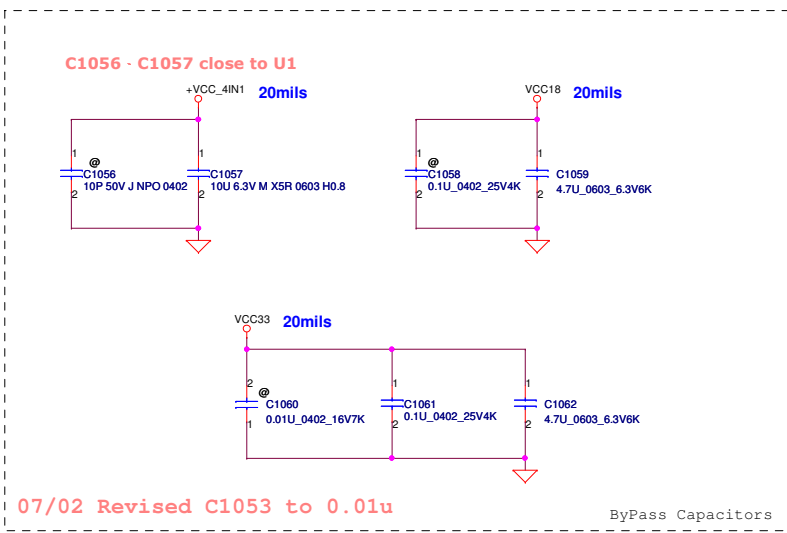 C1056 - C1057 close to U1
+VCC_4IN1
20mils
1
1
@
C1056
10P 50V J NPO 0402
C1057
10U 6.3V M X5R 0603 H0.8
2
2
VCC18
20mils
1
1
@
C1058
0.1U_0402_25V4K
C1059
4.7U_0603_6.3V6K
2
2
VCC33
20mils
2
1
1
@
C1060
0.01U_0402_16V7K
C1061
0.1U_0402_25V4K
C1062
4.7U_0603_6.3V6K
1
2
2
07/02 Revised C1053 to 0.01u
ByPass Capacitors